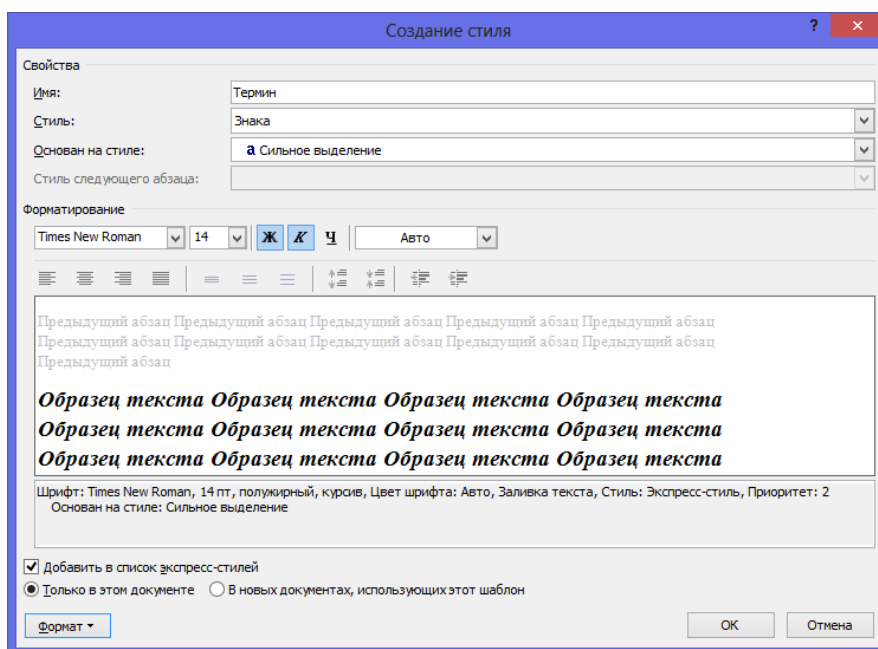 Создание стиля
?
×
Свойства
Имя: Термин
Стиль: Знака
Основан на стиле: a Сильное выделение
Стиль следующего абзаца:
Форматирование
Times New Roman 14 Ж К Ч Авто
Предыдущий абзац Предыдущий абзац Предыдущий абзац Предыдущий абзац Предыдущий абзац
Предыдущий абзац Предыдущий абзац Предыдущий абзац Предыдущий абзац Предыдущий абзац
Предыдущий абзац
Образец текста Образец текста Образец текста Образец текста
Образец текста Образец текста Образец текста Образец текста
Образец текста Образец текста Образец текста Образец текста
Шрифт: Times New Roman, 14 пт, полужирный, курсив, Цвет шрифта: Авто, Заливка текста, Стиль: Экспресс-стиль, Приоритет: 2
Основан на стиле: Сильное выделение
Добавить в список экспресс-стилей
Только в этом документе В новых документах, использующих этот шаблон
Формат OK Отмена